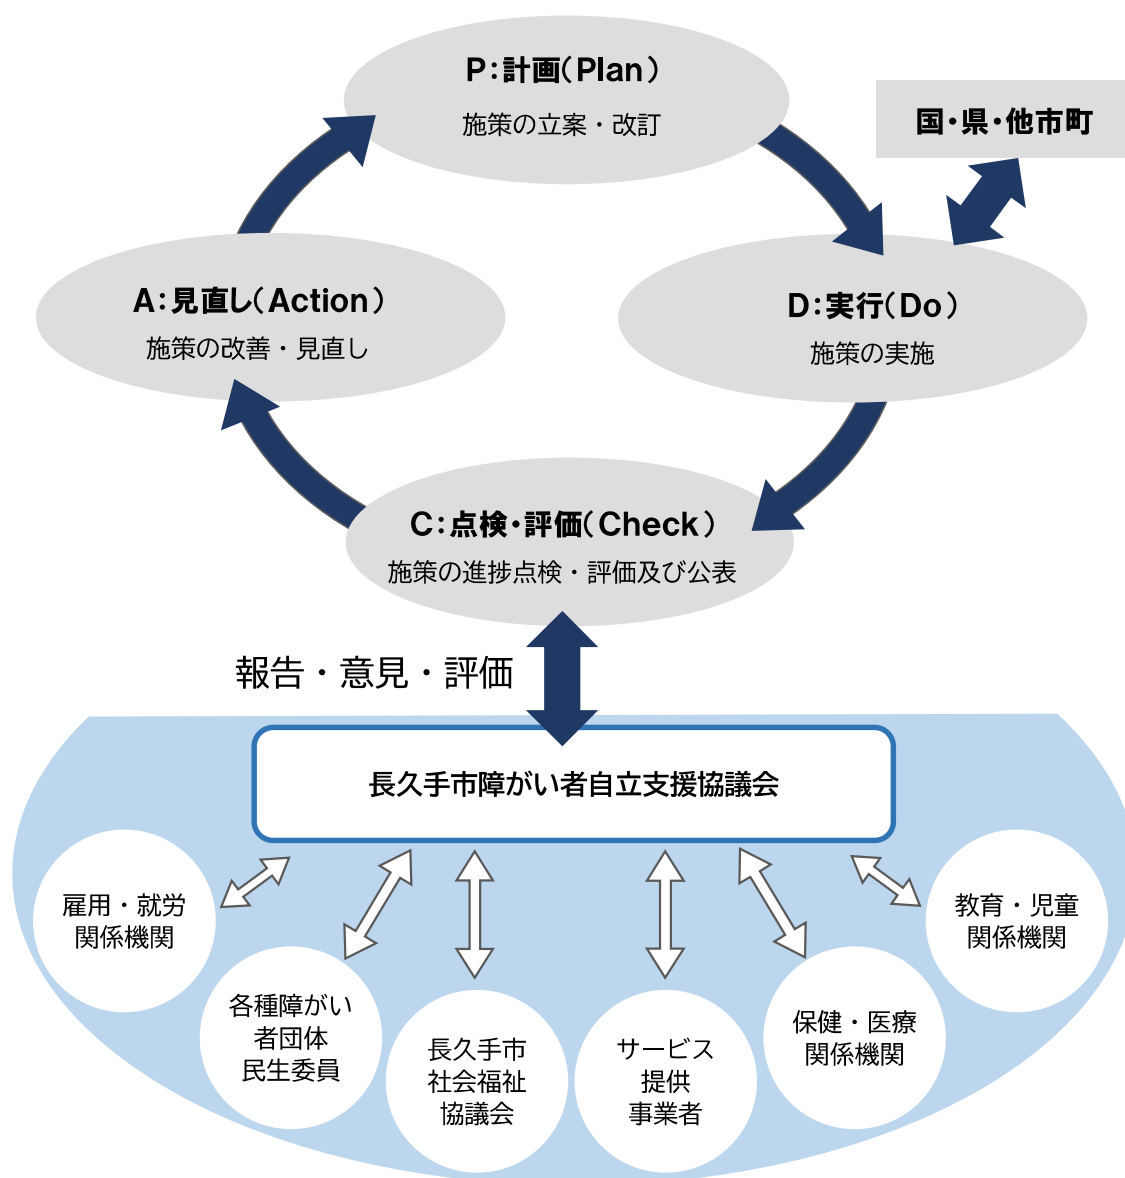 P：計画（Plan）
施策の立案・改訂
国・県・他市町
A：見直し（Action）
施策の改善・見直し
D：実行（Do）
施策の実施
C：点検・評価（Check）
施策の進捗点検・評価及び公表
報告・意見・評価
長久手市障がい者自立支援協議会
雇用・就労
関係機関
各種障がい
者団体
民生委員
長久手市
社会福祉
協議会
サービス
提供
事業者
保健・医療
関係機関
教育・児童
関係機関